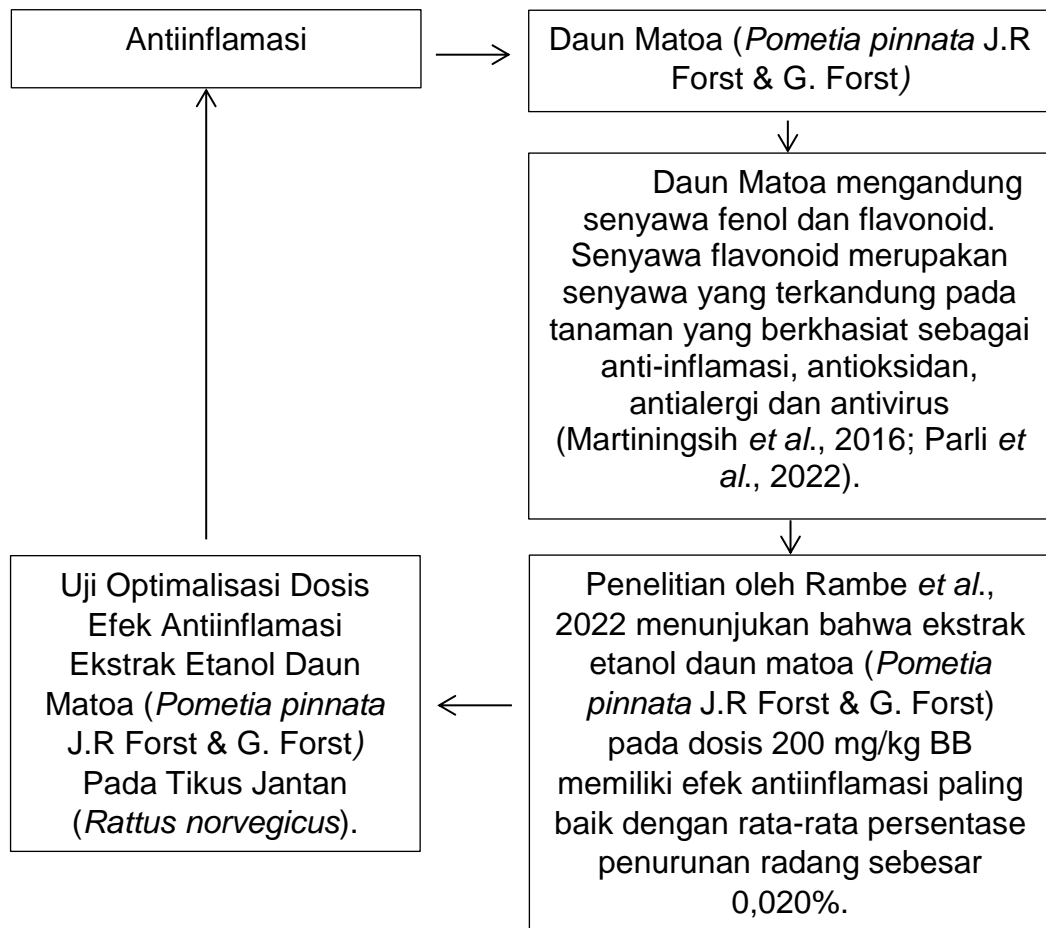 Antiinflamasi
Daun Matoa (Pometia pinnata J.R
Forst & G. Forst)
Daun Matoa mengandung
senyawa fenol dan flavonoid.
Senyawa flavonoid merupakan
senyawa yang terkandung pada
tanaman yang berkhasiat sebagai
anti-inflamasi, antioksidan,
antialergi dan antivirus
(Martiningsih et al., 2016; Parli et
al., 2022).
Penelitian oleh Rambe et al.,
2022 menunjukan bahwa ekstrak
etanol daun matoa (Pometia
pinnata J.R Forst & G. Forst)
pada dosis 200 mg/kg BB
memiliki efek antiinflamasi paling
baik dengan rata-rata persentase
penurunan radang sebesar
0,020%.
Uji Optimalisasi Dosis
Efek Antiinflamasi
Ekstrak Etanol Daun
Matoa (Pometia pinnata
J.R Forst & G. Forst)
Pada Tikus Jantan
(Rattus norvegicus).